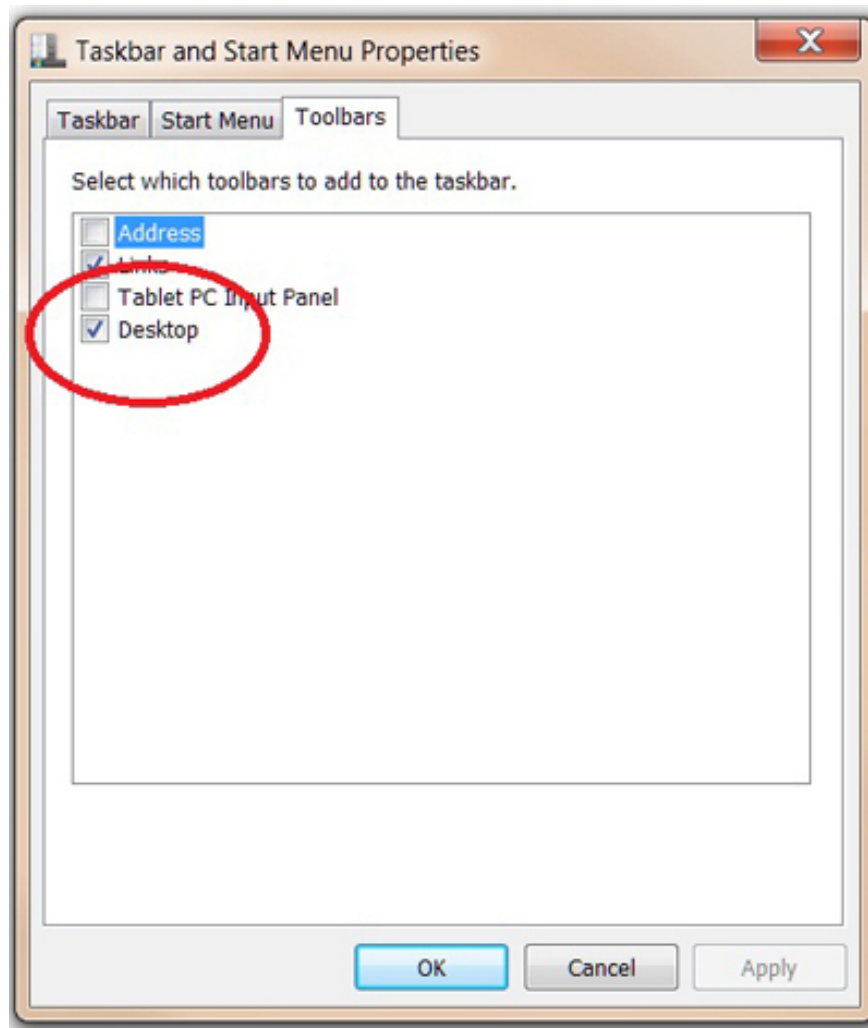 Taskbar and Start Menu Properties
Taskbar Start Menu Toolbars
Select which toolbars to add to the taskbar.
Address
Links
Tablet PC Input Panel
Desktop
OK Cancel Apply